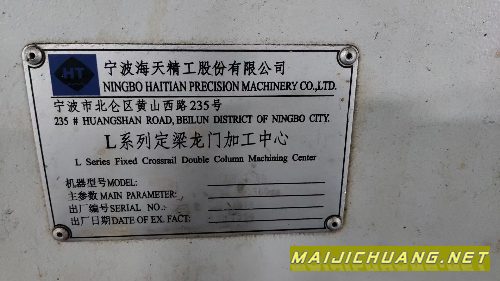 HT
宁波海天精工股份有限公司
NINGBO HAITIAN PRECISION MACHINERY CO.,LTD.
宁波市北仑区黄山西路235号
235 # HUANGSHAN ROAD, BEILUN DISTRICT OF NINGBO CITY.
L系列定梁龙门加工中心
L Series Fixed Crossrail Double Column Machining Center
机器型号MODEL:
主参数MAIN PARAMETER:
出厂编号SERIAL NO.:
出厂日期DATE OF EX. FACT:
MAIJICHUANG.NET